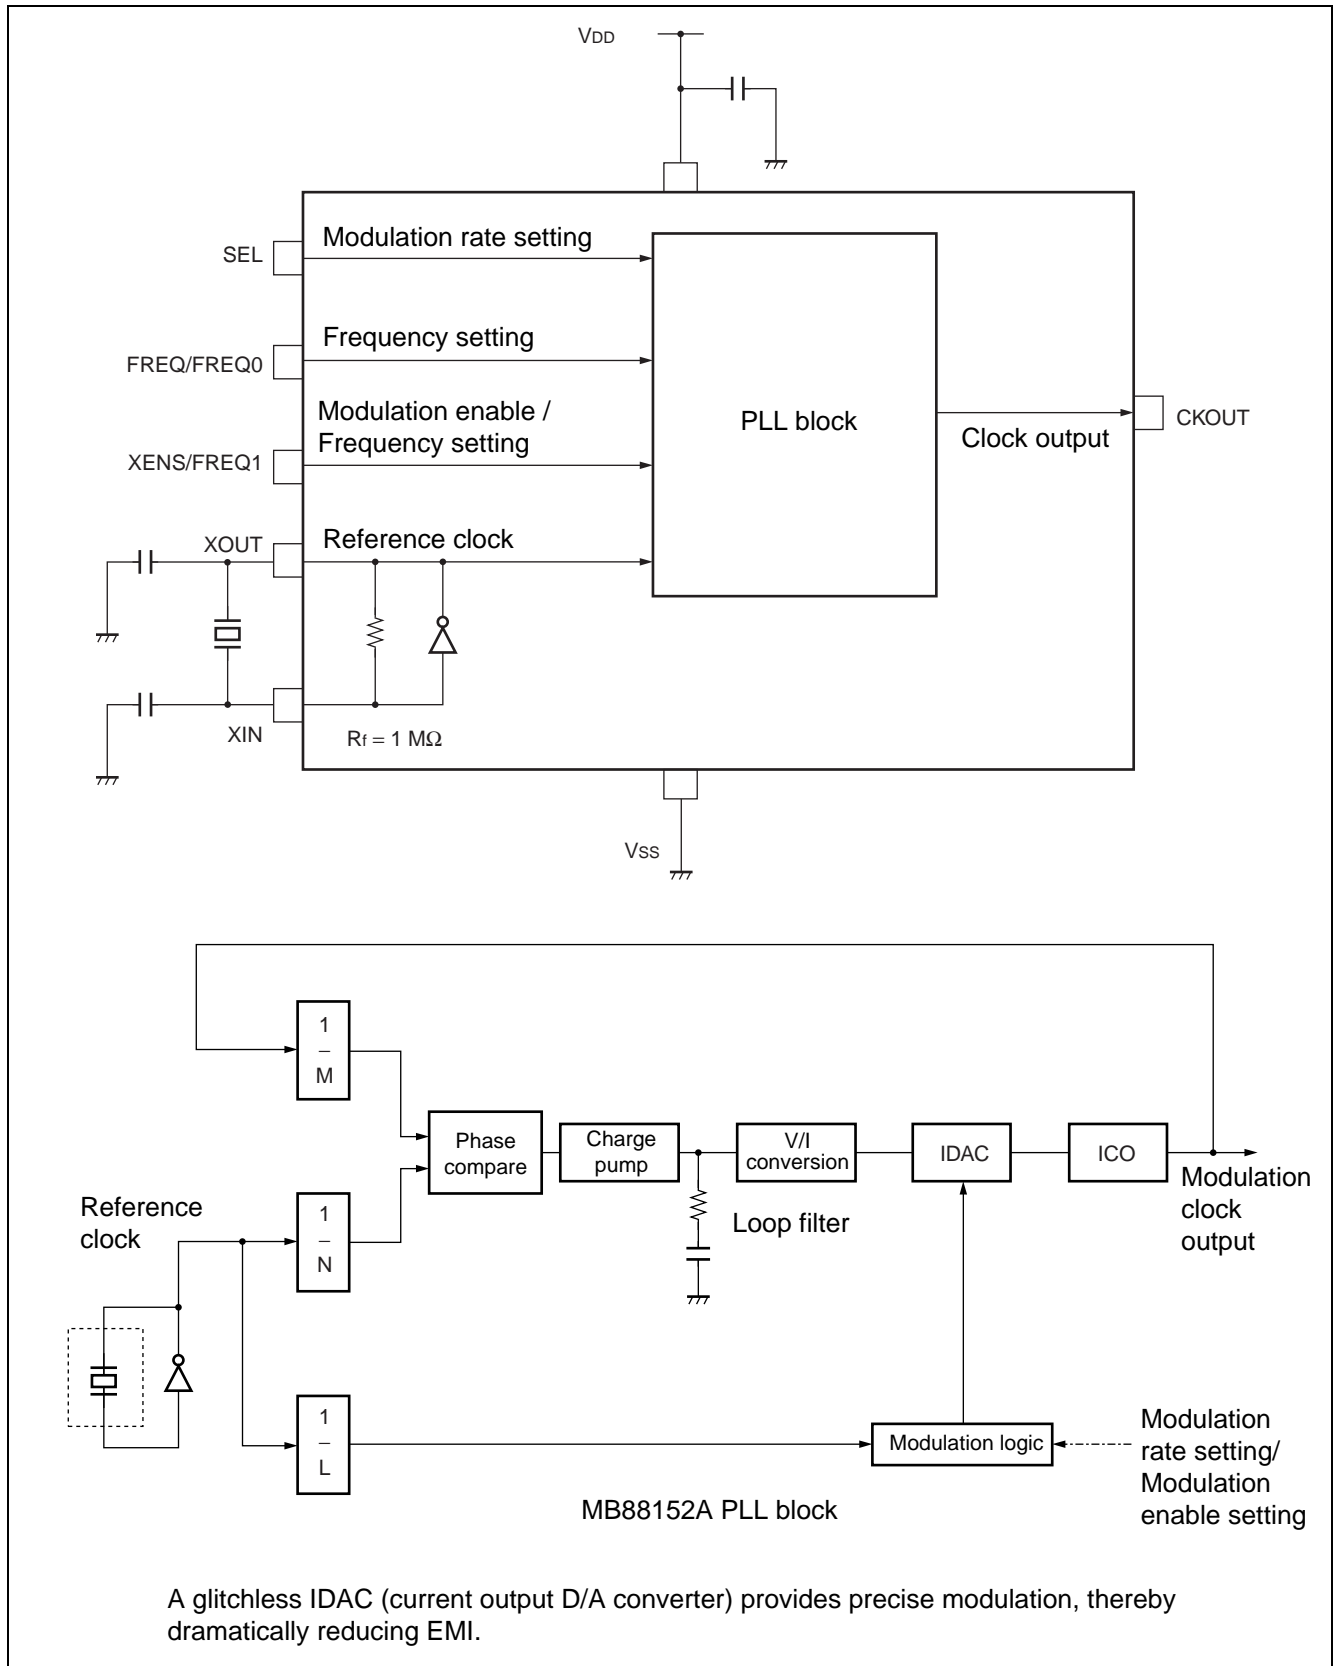 VDD
SEL
Modulation rate setting
FREQ/FREQ0
Frequency setting
Modulation enable /
Frequency setting
XENS/FREQ1
PLL block
Clock output
CKOUT
XOUT
Reference clock
XIN
Rf = 1 MΩ
VSS
1
–
M
Phase
compare
Charge
pump
V/I
conversion
IDAC
ICO
Modulation
clock
output
Reference
clock
1
–
N
Loop filter
1
–
L
Modulation logic
Modulation
rate setting/
Modulation
enable setting
MB88152A PLL block
A glitchless IDAC (current output D/A converter) provides precise modulation, thereby
dramatically reducing EMI.